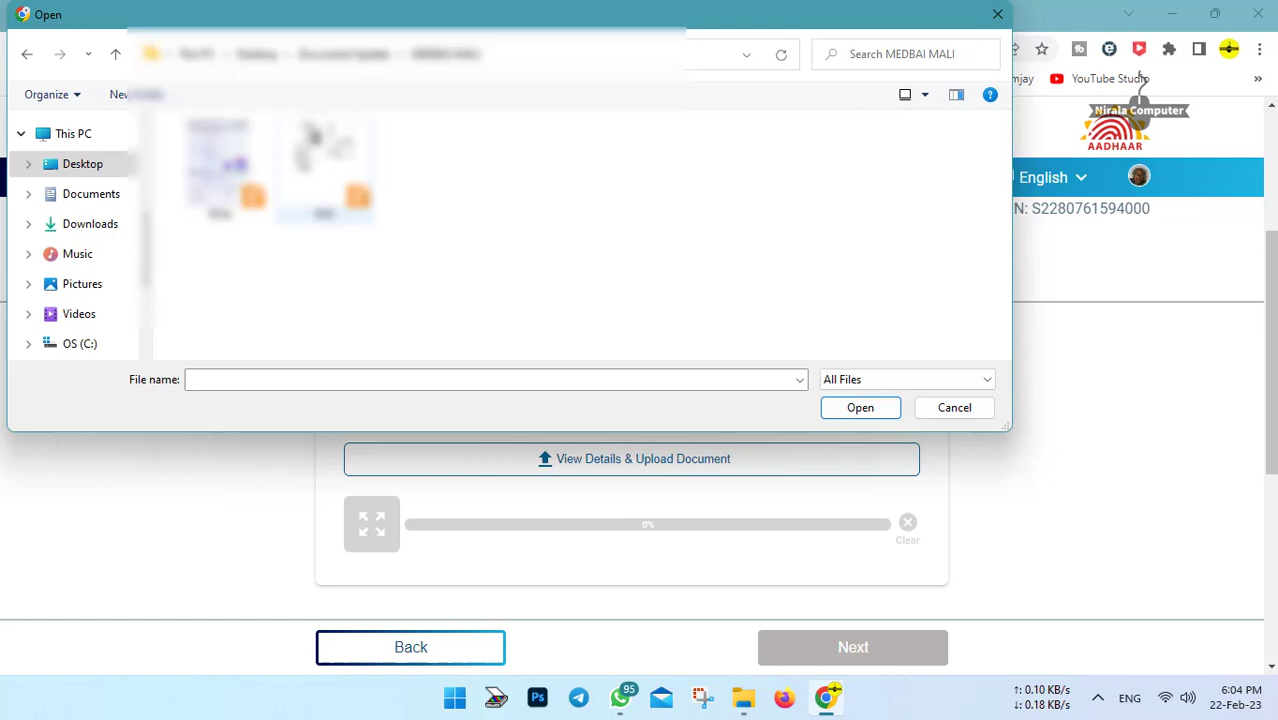 Open
Search MEDBAI MALI
Organize
New
This PC
Desktop
Documents
Downloads
Music
Pictures
Videos
OS (C:)
File name:
All Files
Open
Cancel
YouTube Studio
Nirala Computer
AADHAAR
English
N: S2280761594000
View Details & Upload Document
0%
Clear
Back
Next
95
Ps
↑: 0.10 KB/s
↓: 0.18 KB/s
ENG
6:04 PM
22-Feb-23